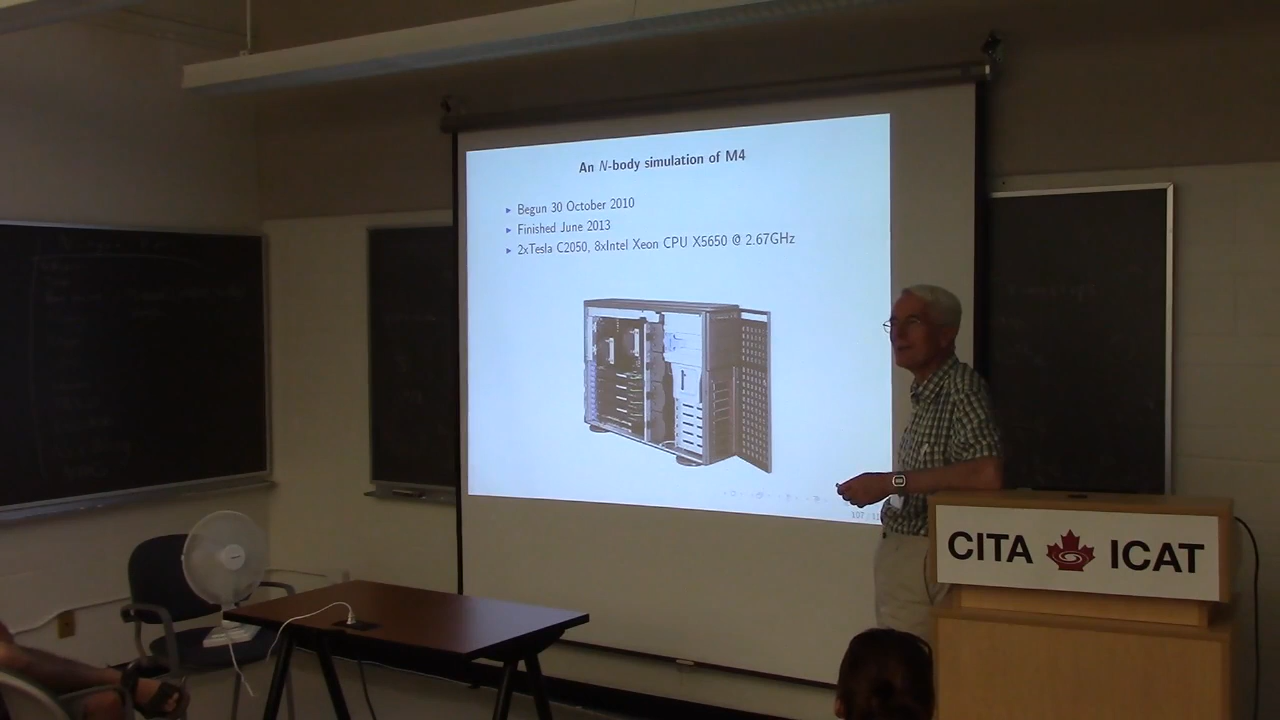 An N-body simulation of M4
Begun 30 October 2010
Finished June 2013
2xTesla C2050, 8xIntel Xeon CPU X5650 @ 2.67GHz
CITA ICAT